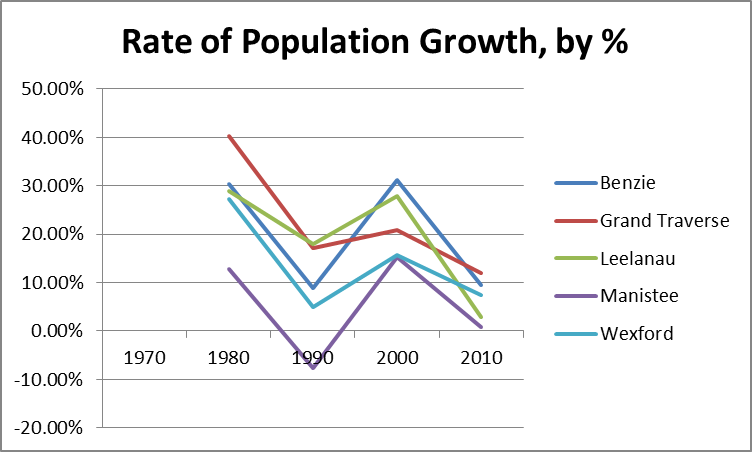 Rate of Population Growth, by %
50.00%
40.00%
30.00%
20.00%
10.00%
0.00%
-10.00%
-20.00%
1970 1980 1990 2000 2010
Benzie
Grand Traverse
Leelanau
Manistee
Wexford